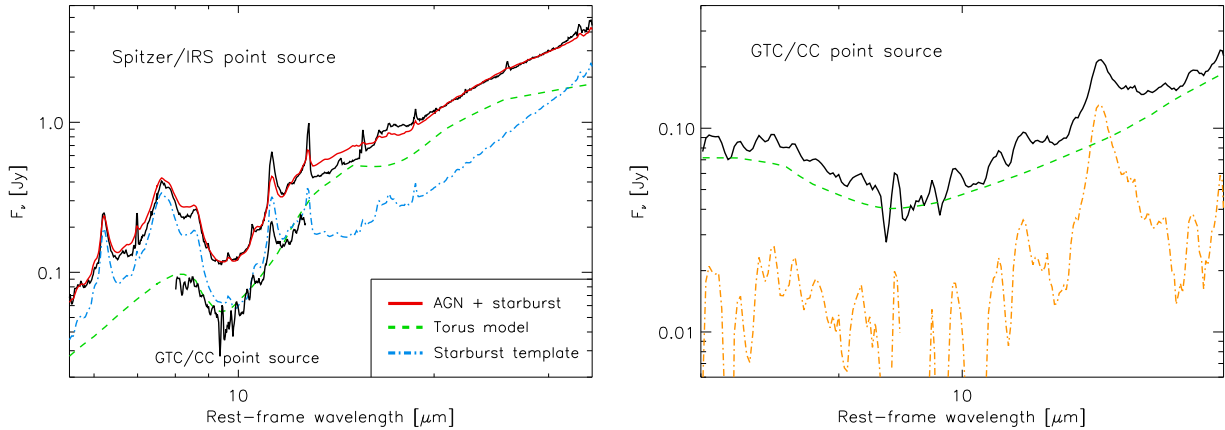 Spitzer/IRS point source
F_ν [Jy]
1.0
0.1
AGN + starburst
Torus model
Starburst template
GTC/CC point source
10
Rest-frame wavelength [μm]
GTC/CC point source
F_ν [Jy]
0.10
0.01
10
Rest-frame wavelength [μm]